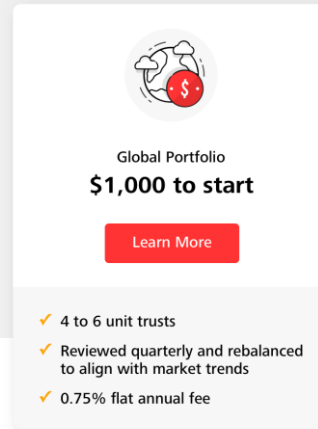 $
Global Portfolio
$1,000 to start
Learn More
✓ 4 to 6 unit trusts
✓ Reviewed quarterly and rebalanced
to align with market trends
✓ 0.75% flat annual fee